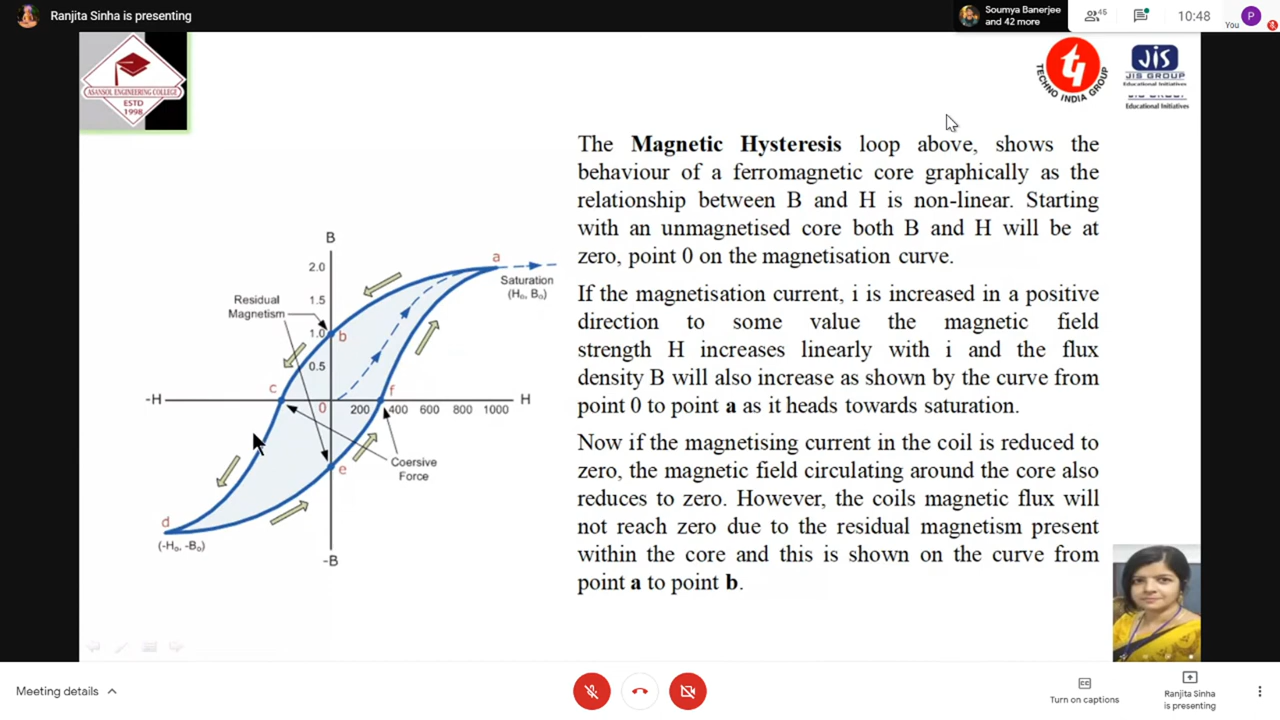 Ranjita Sinha is presenting
Soumya Banerjee
and 42 more
45
10:48
P
You
ASANSOL ENGINEERING COLLEGE
ESTD
1998
TECHNO INDIA GROUP
JIS
JIS GROUP
Educational Initiatives
JIS GROUP
Educational Initiatives
The Magnetic Hysteresis loop above, shows the
behaviour of a ferromagnetic core graphically as the
relationship between B and H is non-linear. Starting
with an unmagnetised core both B and H will be at
zero, point 0 on the magnetisation curve.
If the magnetisation current, i is increased in a positive
direction to some value the magnetic field
strength H increases linearly with i and the flux
density B will also increase as shown by the curve from
point 0 to point a as it heads towards saturation.
Now if the magnetising current in the coil is reduced to
zero, the magnetic field circulating around the core also
reduces to zero. However, the coils magnetic flux will
not reach zero due to the residual magnetism present
within the core and this is shown on the curve from
point a to point b.
B
2.0
a
Saturation
(H₀, B₀)
Residual
Magnetism
1.5
1.0
b
0.5
c
f
-H
0
200 400 600 800 1000
H
Coersive
Force
e
d
(-H₀, -B₀)
-B
Meeting details
Turn on captions
Ranjita Sinha
is presenting